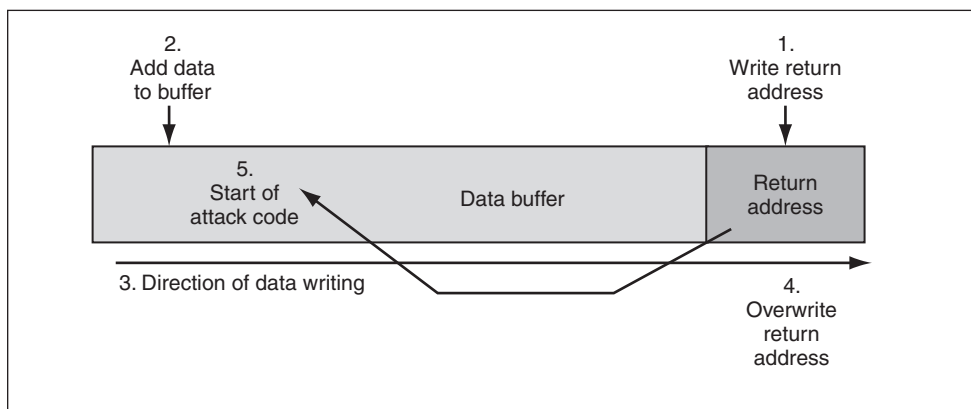 2.
Add data
to buffer
1.
Write return
address
5.
Start of
attack code
Data buffer
Return
address
3. Direction of data writing
4.
Overwrite
return
address